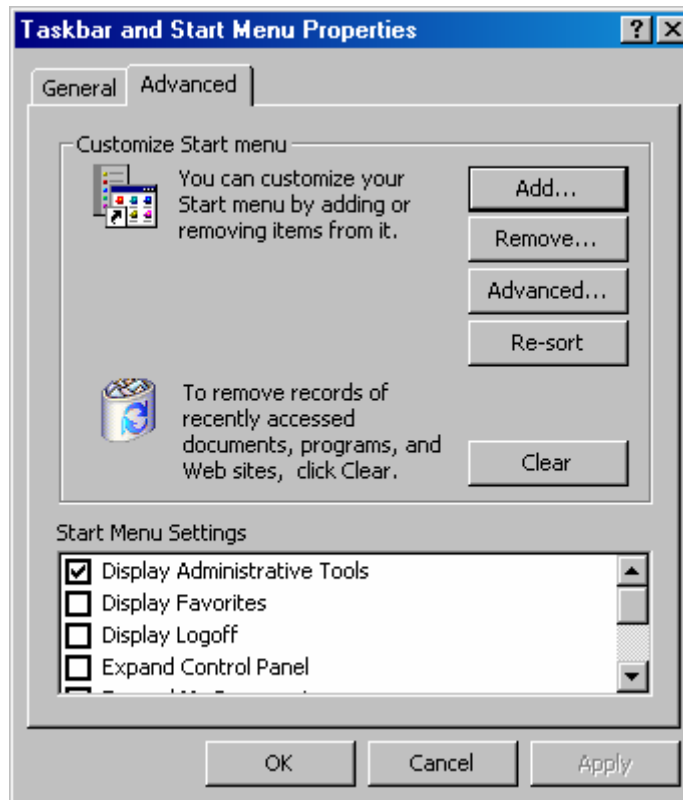 Taskbar and Start Menu Properties
General
Advanced
Customize Start menu
You can customize your
Start menu by adding or
removing items from it.
Add...
Remove...
Advanced...
Re-sort
To remove records of
recently accessed
documents, programs, and
Web sites, click Clear.
Clear
Start Menu Settings
Display Administrative Tools
Display Favorites
Display Logoff
Expand Control Panel
OK
Cancel
Apply